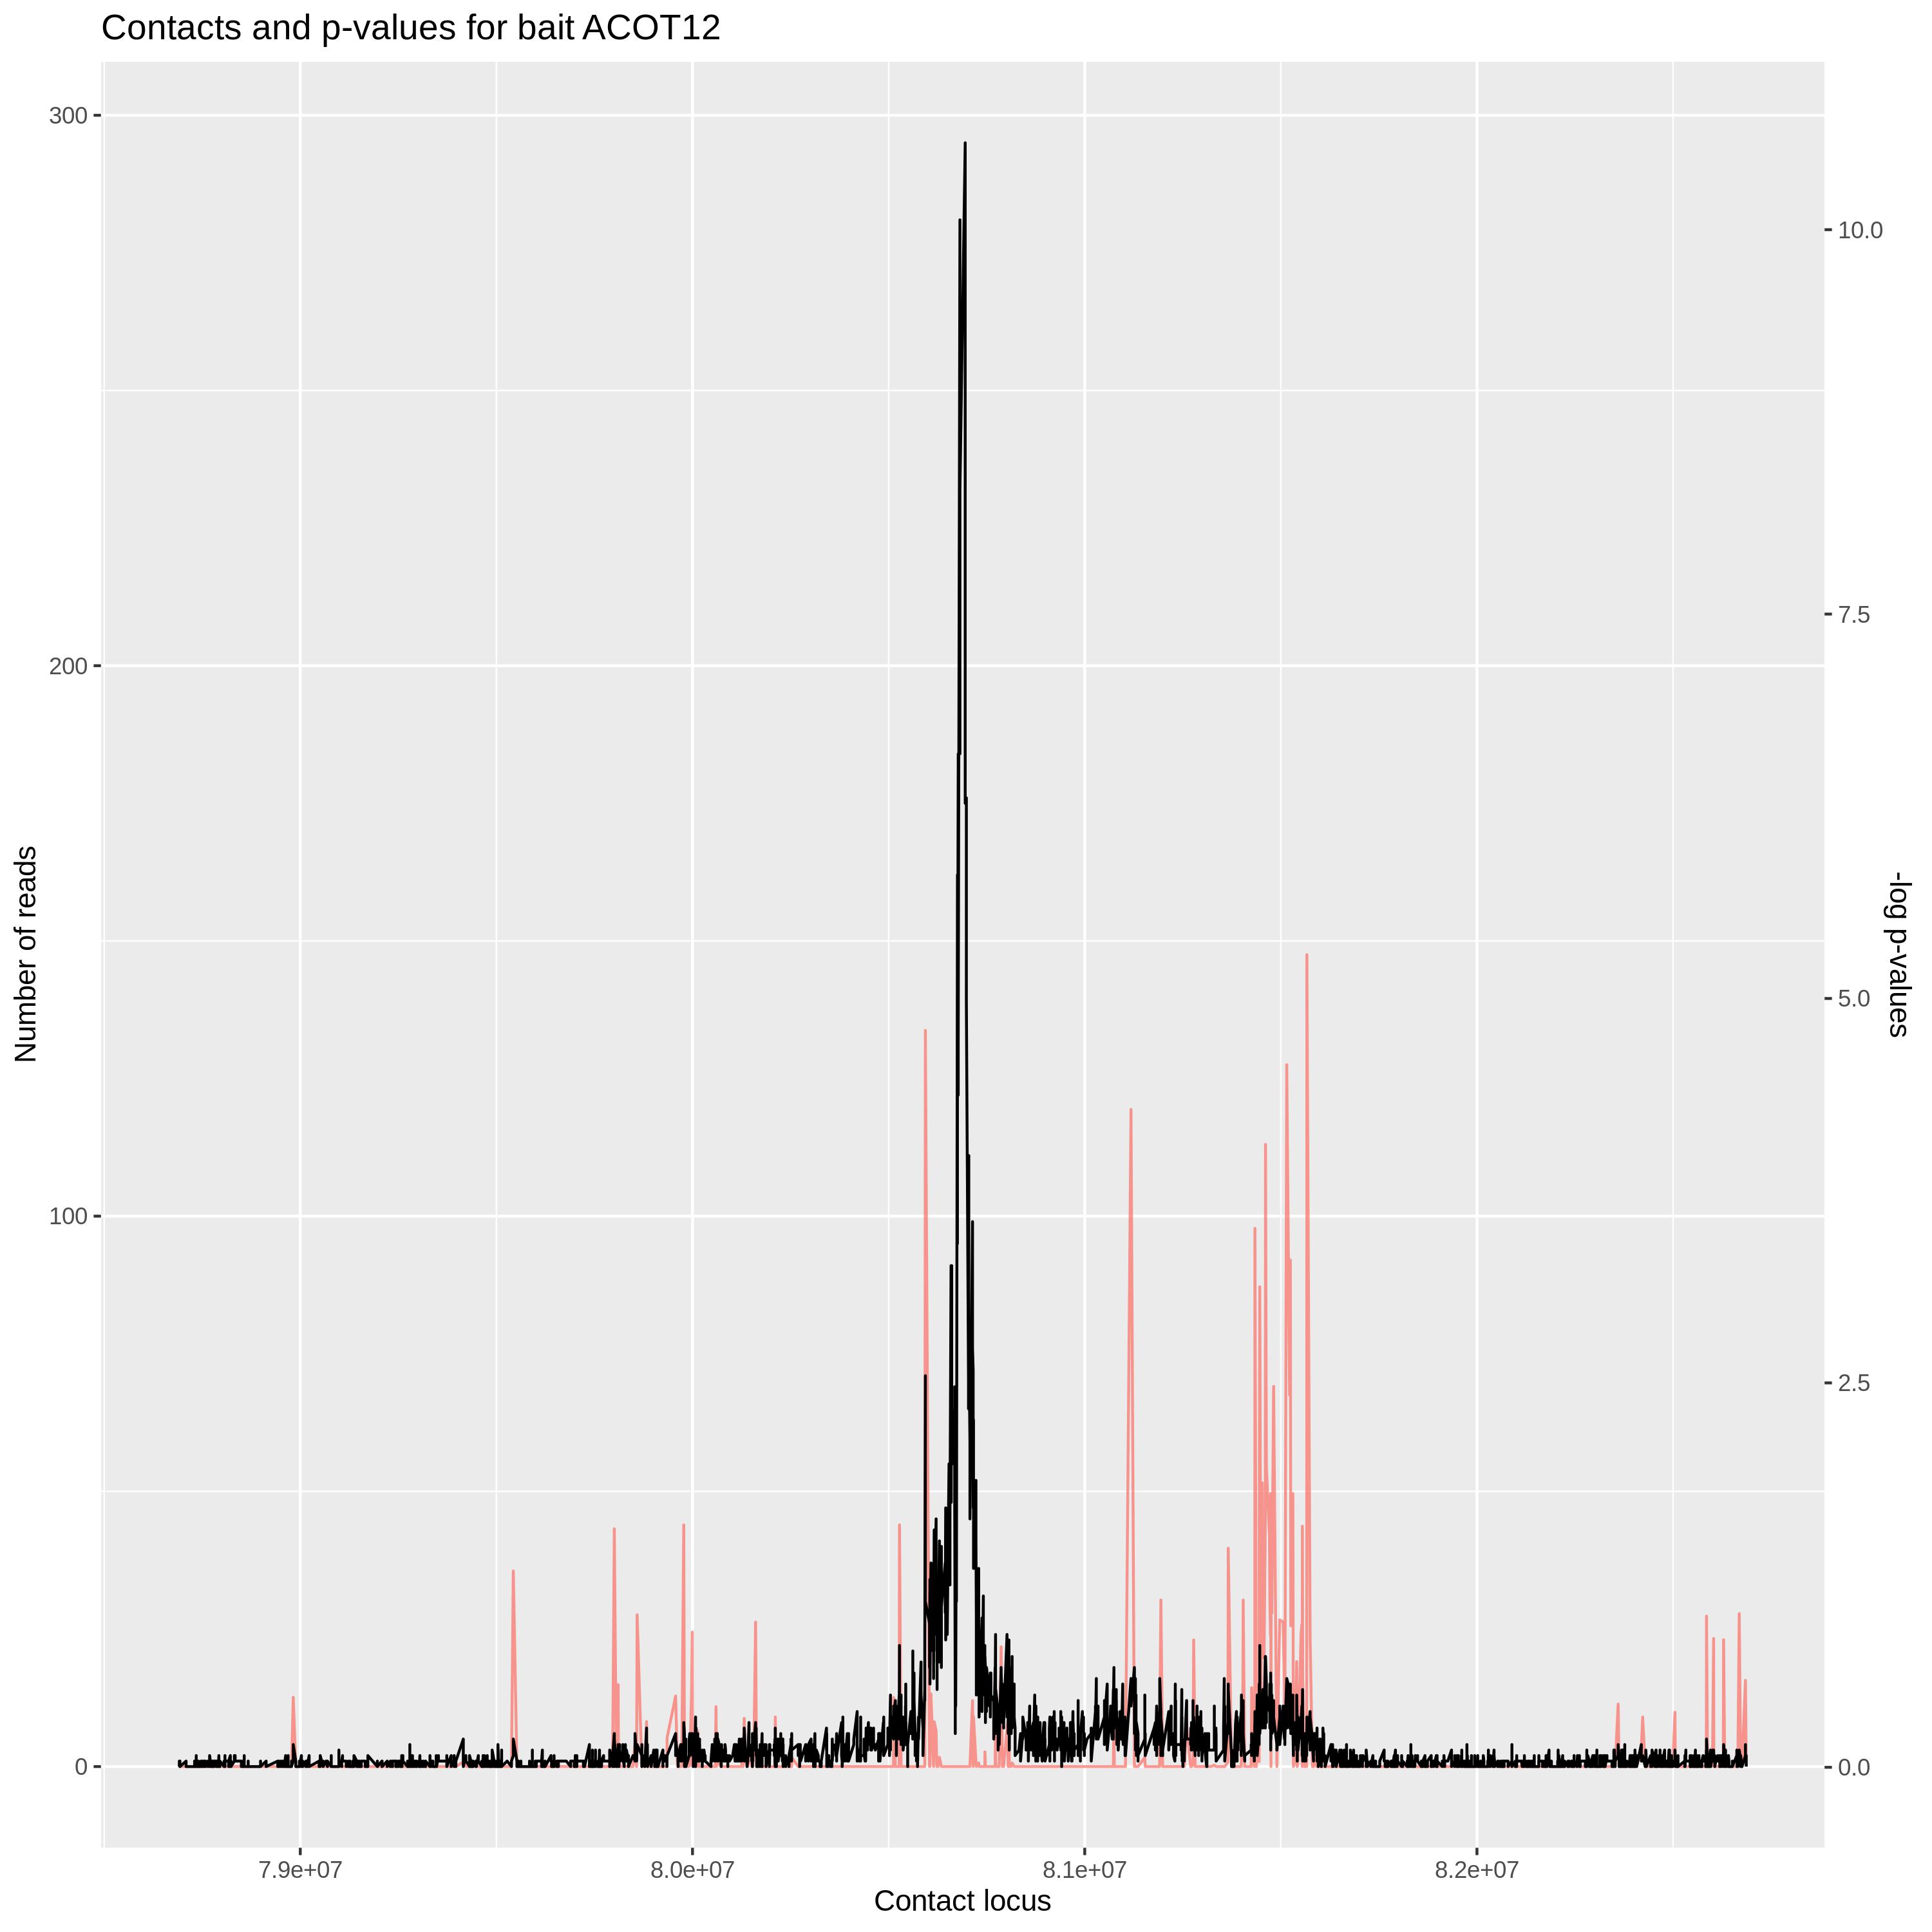 Contacts and p-values for bait ACOT12
300
200
100
0
10.0
7.5
5.0
2.5
0.0
Number of reads
-log p-values
7.9e+07 8.0e+07 8.1e+07 8.2e+07
Contact locus